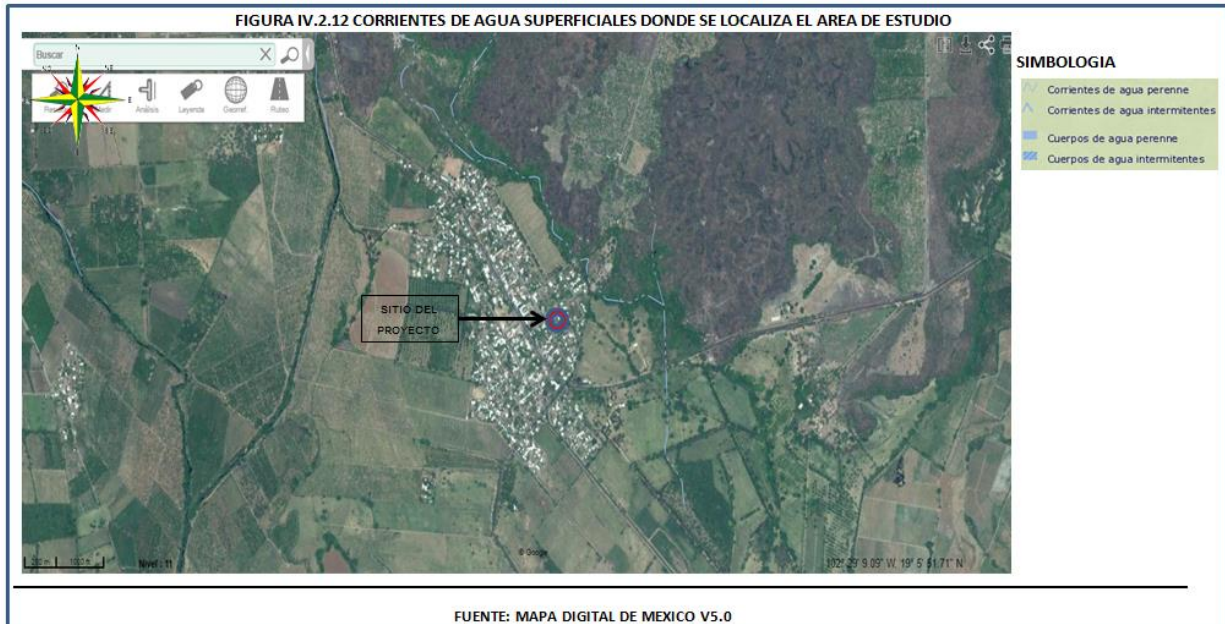 FIGURA IV.2.12 CORRIENTES DE AGUA SUPERFICIALES DONDE SE LOCALIZA EL AREA DE ESTUDIO
Buscar X
Análisis Leyenda Georref. Ruteo
E
SIMBOLOGIA
Corrientes de agua perenne
Corrientes de agua intermitentes
Cuerpos de agua perenne
Cuerpos de agua intermitentes
SITIO DEL
PROYECTO
© Google
1000 ft
Nivel : 11
102° 29' 9.09" W, 19° 5' 51.71" N
FUENTE: MAPA DIGITAL DE MEXICO V5.0